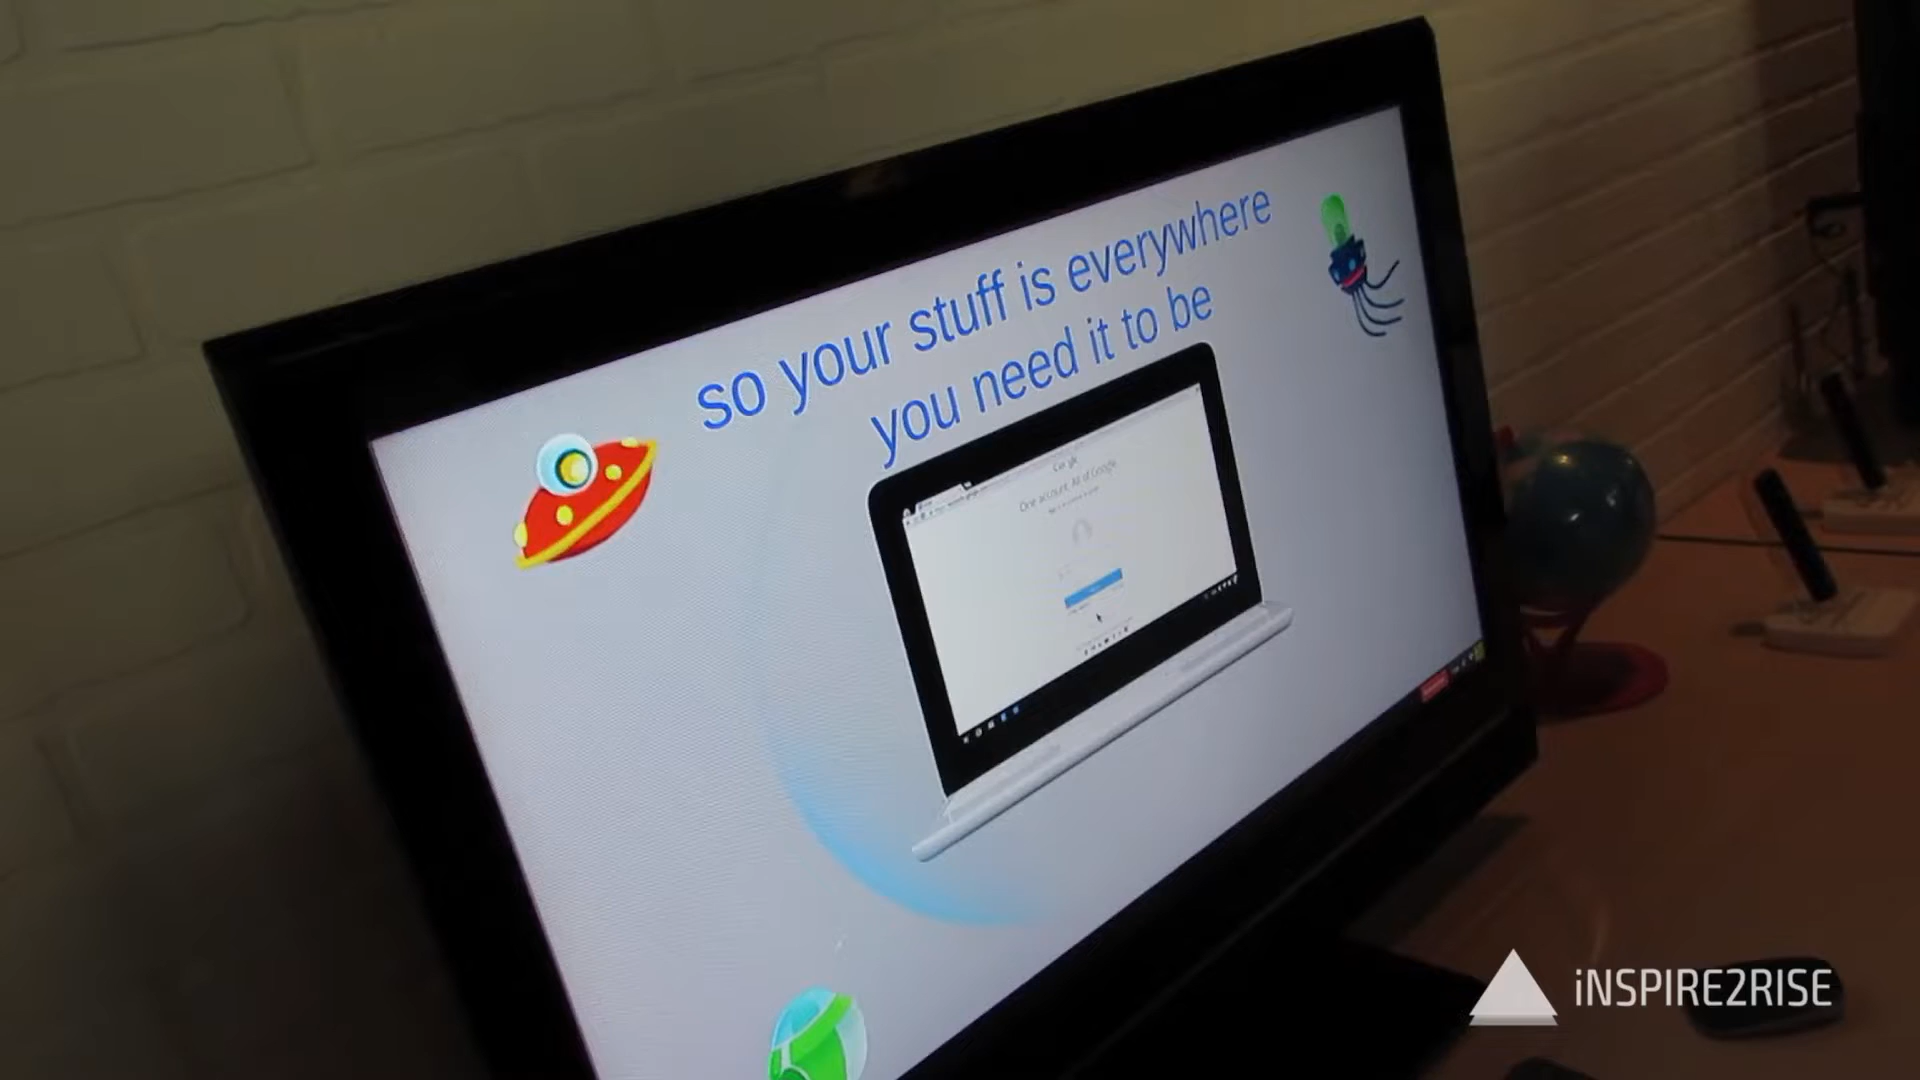 so your stuff is everywhere
you need it to be
One account. All of Google.
iNSPIRE2RISE